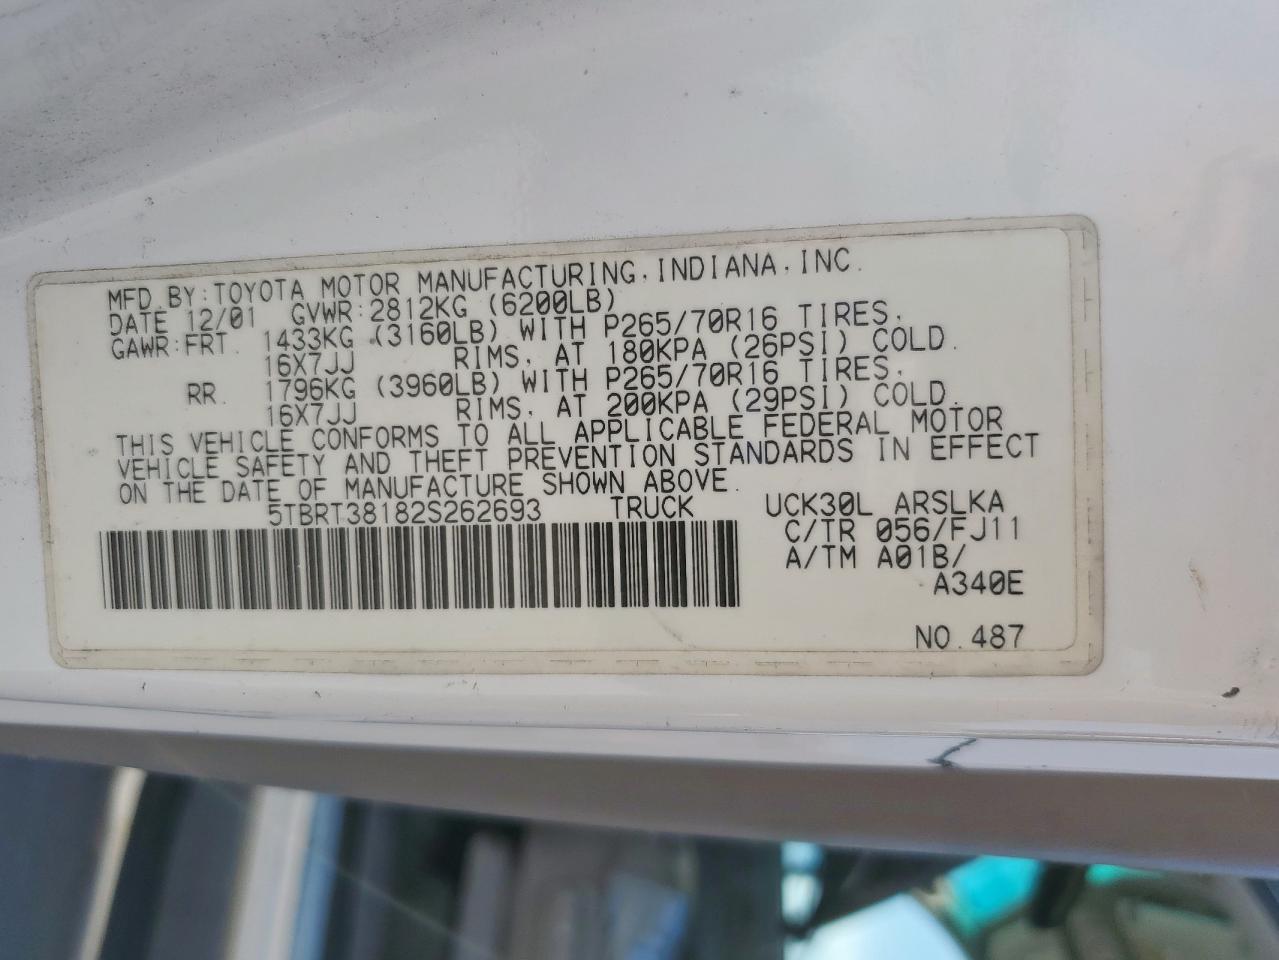 MFD. BY: TOYOTA MOTOR MANUFACTURING, INDIANA, INC.
DATE 12/01 GVWR: 2812KG (6200LB)
GAWR: FRT. 1433KG (3160LB) WITH P265/70R16 TIRES,
16X7JJ RIMS, AT 180KPA (26PSI) COLD.
RR. 1796KG (3960LB) WITH P265/70R16 TIRES,
16X7JJ RIMS, AT 200KPA (29PSI) COLD.
THIS VEHICLE CONFORMS TO ALL APPLICABLE FEDERAL MOTOR
VEHICLE SAFETY AND THEFT PREVENTION STANDARDS IN EFFECT
ON THE DATE OF MANUFACTURE SHOWN ABOVE.
5TBRT38182S262693 TRUCK UCK30L ARSLKA
C/TR 056/FJ11
A/TM A01B/
A340E
NO. 487